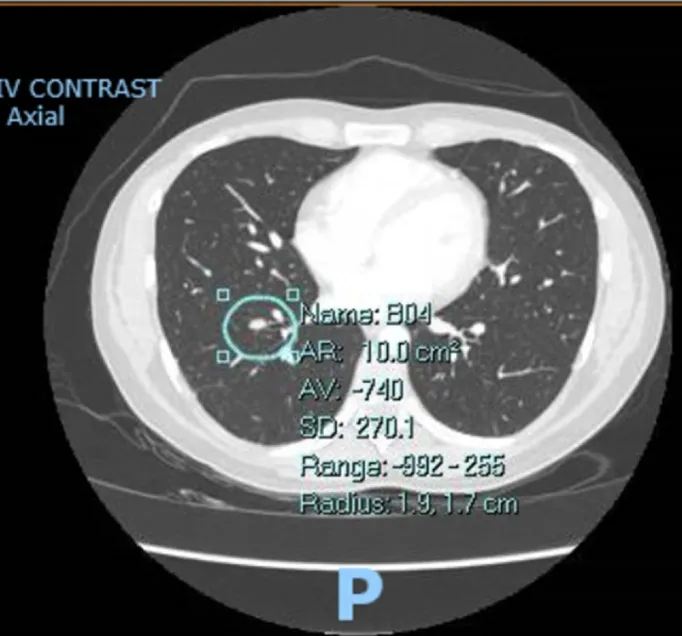 IV CONTRAST
Axial
Name: B04
AR: 10.0 cm²
AV: -740
SD: 270.1
Range: -992 - 255
Radius: 1.9, 1.7 cm
P